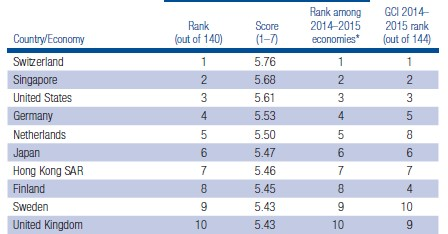 Rank among GCI 2014–
Rank Score 2014–2015 2015 rank
Country/Economy (out of 140) (1–7) economies* (out of 144)
Switzerland 1 5.76 1 1
Singapore 2 5.68 2 2
United States 3 5.61 3 3
Germany 4 5.53 4 5
Netherlands 5 5.50 5 8
Japan 6 5.47 6 6
Hong Kong SAR 7 5.46 7 7
Finland 8 5.45 8 4
Sweden 9 5.43 9 10
United Kingdom 10 5.43 10 9